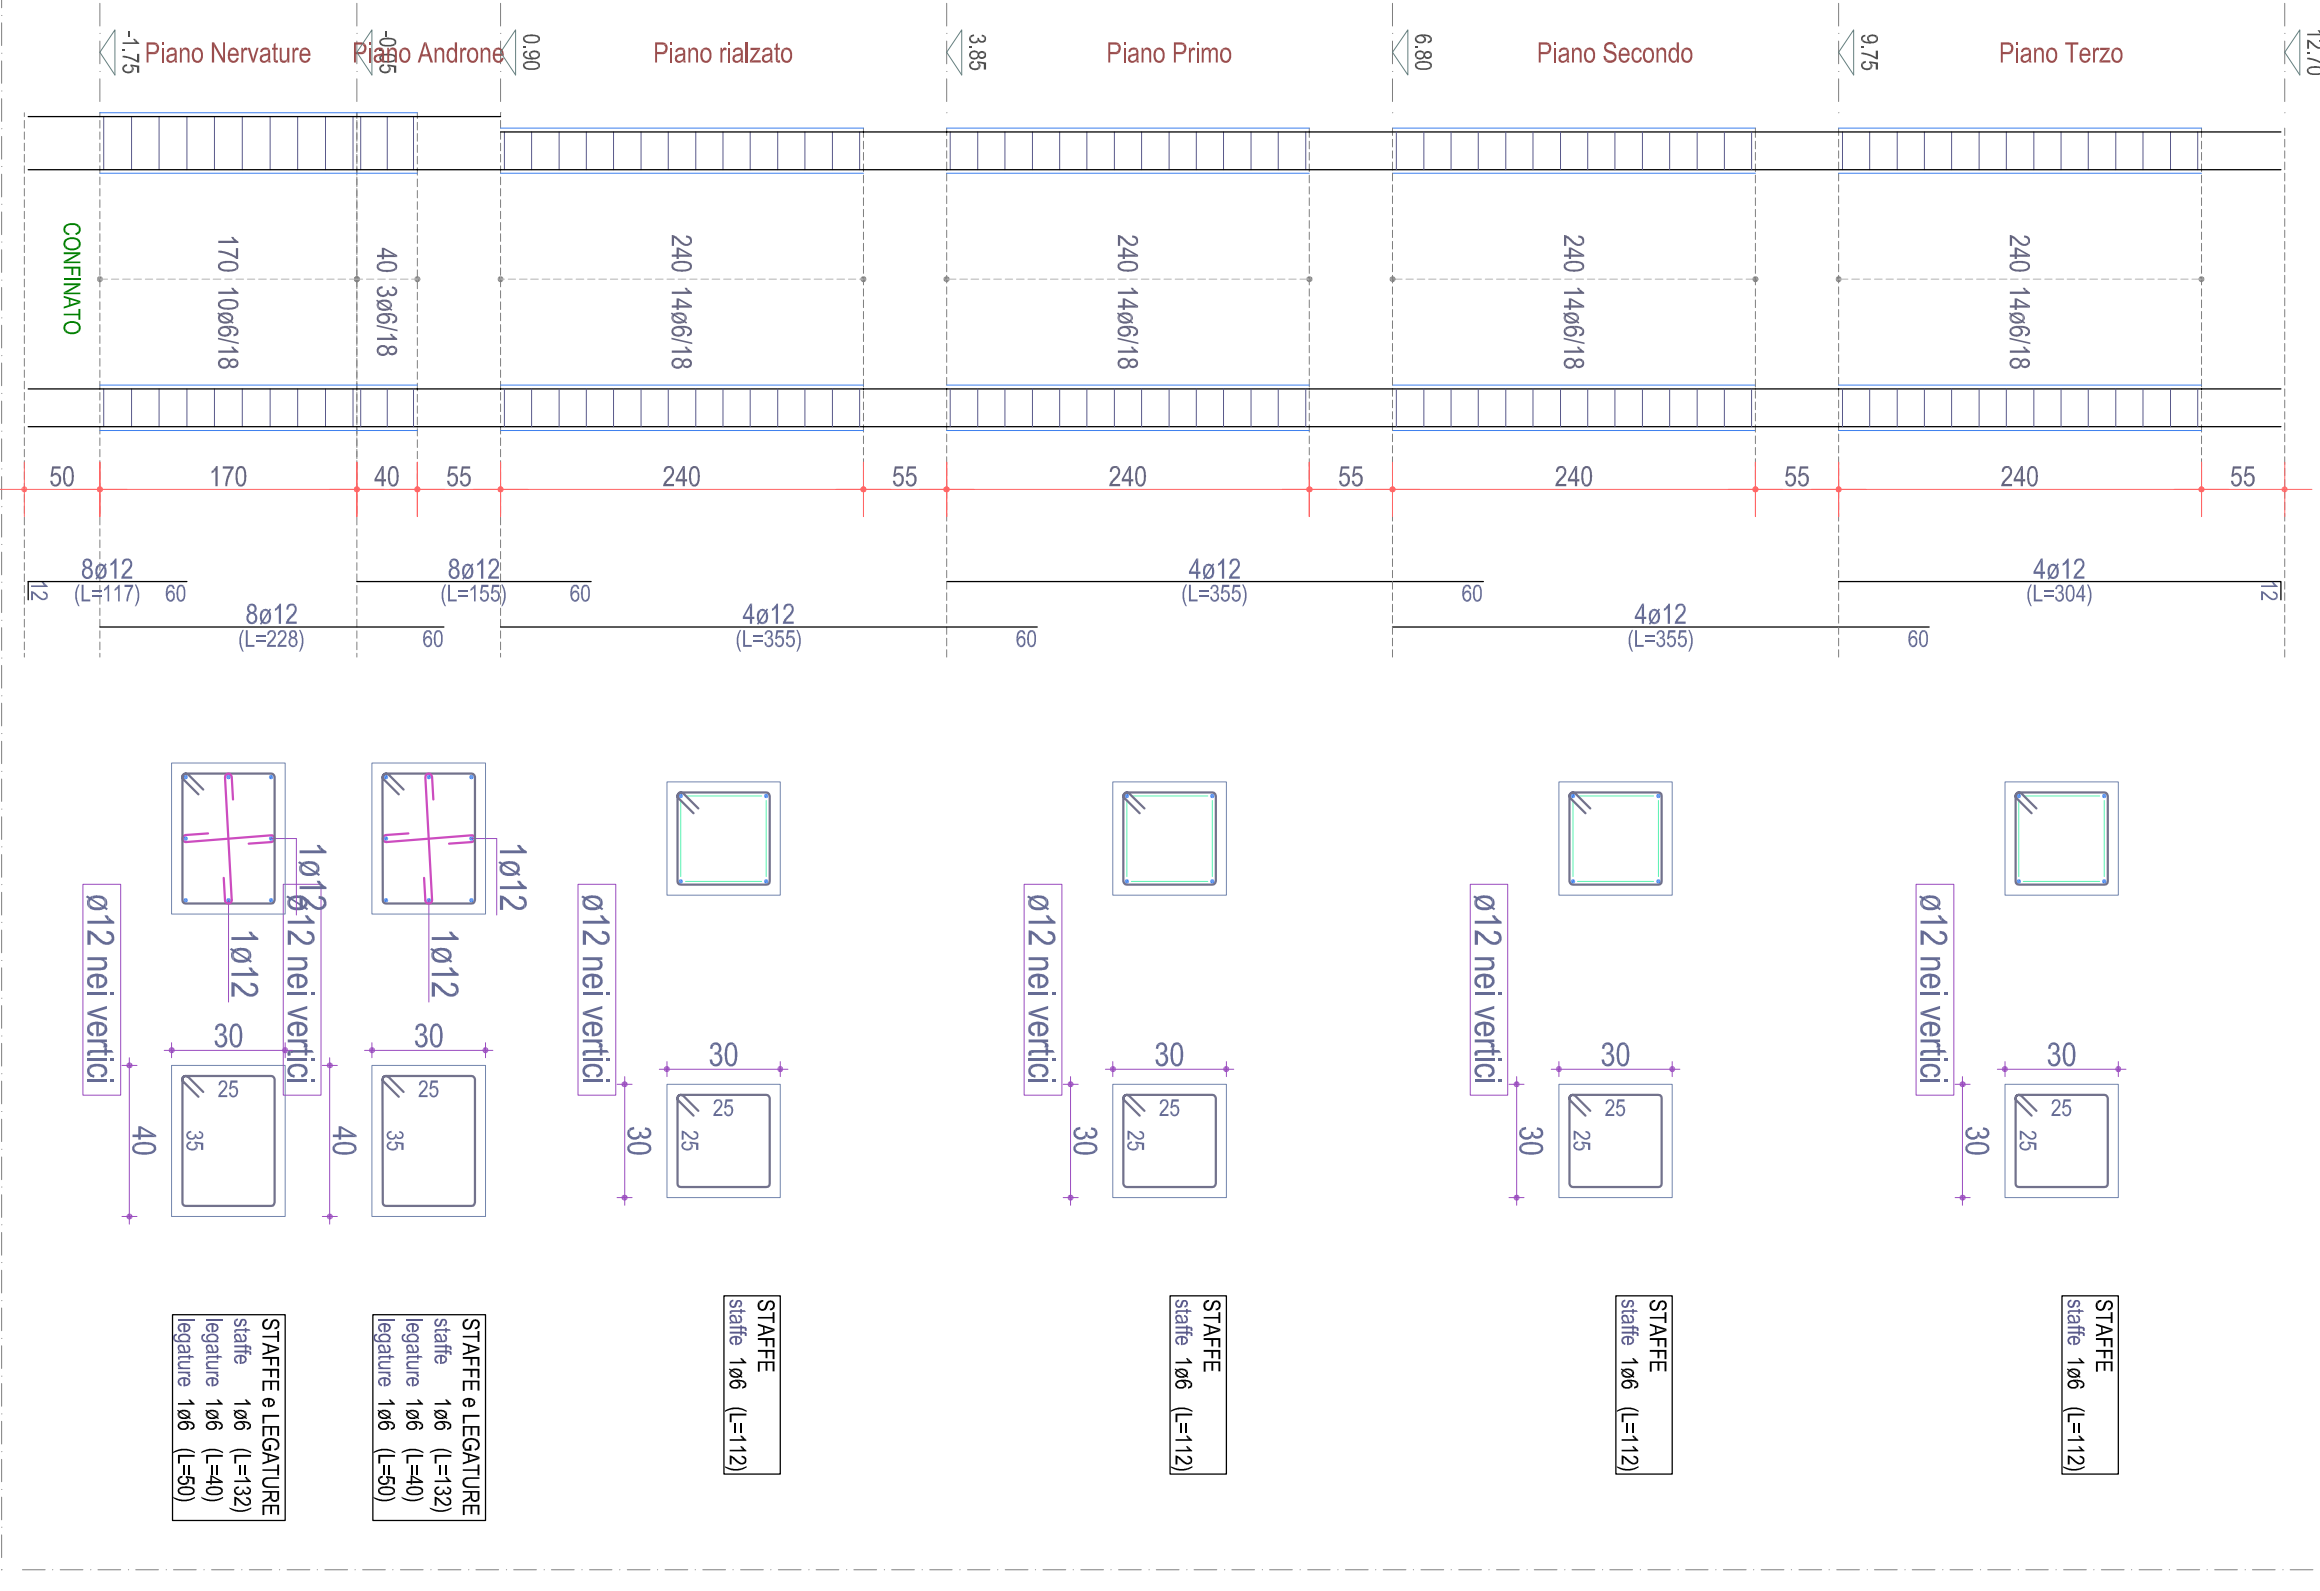 -1.75
Piano Nervature
-0.05
Piano Androne
0.90
Piano rialzato
3.85
Piano Primo
6.80
Piano Secondo
9.75
Piano Terzo
12.70
CONFINATO
170 10ø6/18
40 3ø6/18
240 14ø6/18
240 14ø6/18
240 14ø6/18
240 14ø6/18
50 170 40 55 240 55 240 55 240 55 240 55
8ø12
12 (L=117) 60
8ø12
(L=155) 60
4ø12
(L=355) 60
4ø12
(L=304) 12
8ø12
(L=228) 60
4ø12
(L=355) 60
4ø12
(L=355) 60
1ø12
1ø12
ø12 nei vertici
1ø12
1ø12
ø12 nei vertici
ø12 nei vertici
ø12 nei vertici
ø12 nei vertici
ø12 nei vertici
30
25
35
40
30
25
35
40
30
25
25
30
30
25
25
30
30
25
25
30
30
25
25
30
STAFFE e LEGATURE
staffe 1ø6 (L=132)
legature 1ø6 (L=40)
legature 1ø6 (L=50)
STAFFE e LEGATURE
staffe 1ø6 (L=132)
legature 1ø6 (L=40)
legature 1ø6 (L=50)
STAFFE
staffe 1ø6 (L=112)
STAFFE
staffe 1ø6 (L=112)
STAFFE
staffe 1ø6 (L=112)
STAFFE
staffe 1ø6 (L=112)